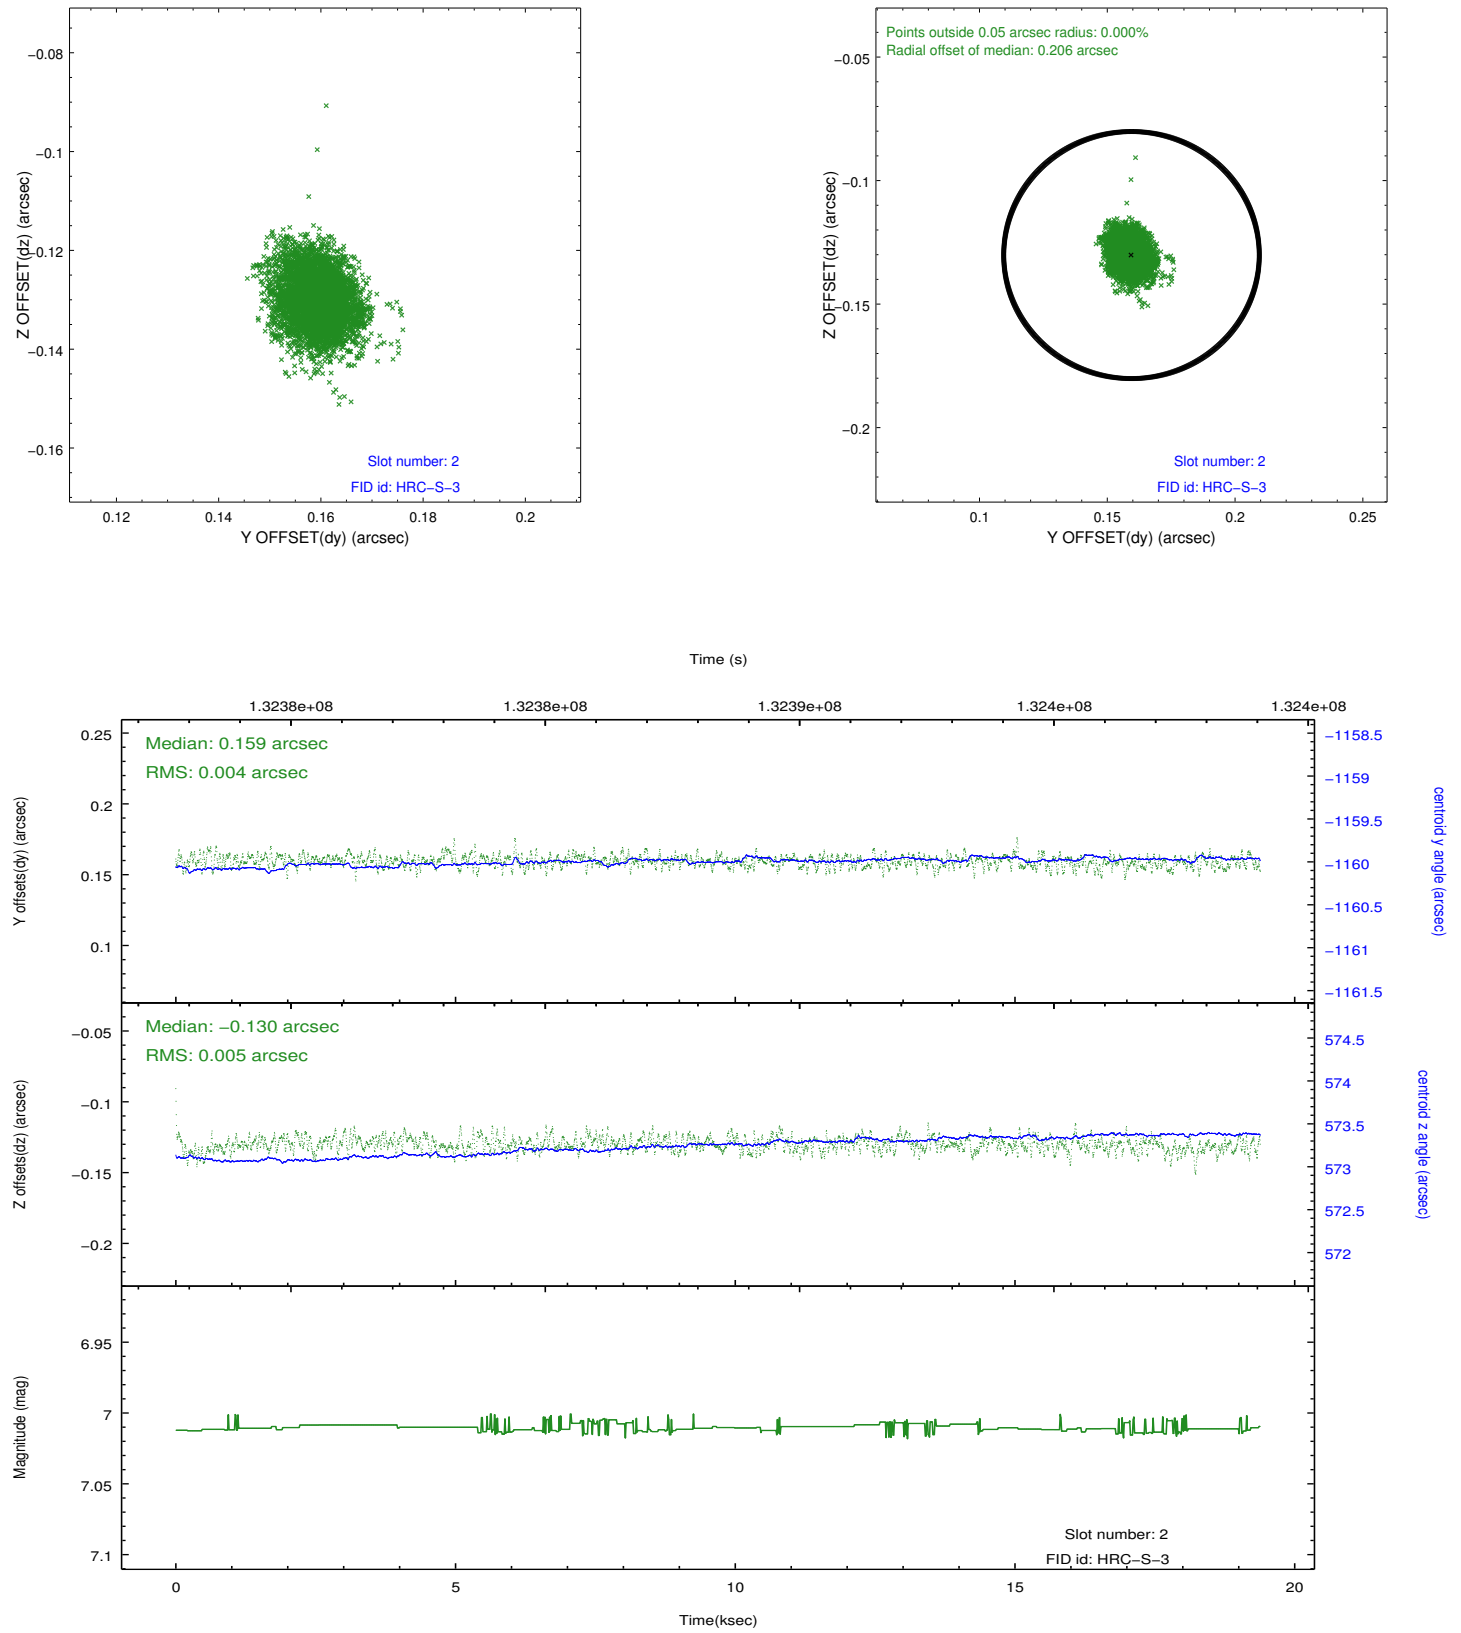 −0.08
−0.1
−0.12
−0.14
−0.16
Z OFFSET(dz) (arcsec)
Slot number: 2
FID id: HRC−S−3
0.12 0.14 0.16 0.18 0.2
Y OFFSET(dy) (arcsec)
Points outside 0.05 arcsec radius: 0.000%
Radial offset of median: 0.206 arcsec
−0.05
−0.1
−0.15
−0.2
Z OFFSET(dz) (arcsec)
Slot number: 2
FID id: HRC−S−3
0.1 0.15 0.2 0.25
Y OFFSET(dy) (arcsec)
Time (s)
1.3238e+08 1.3238e+08 1.3239e+08 1.324e+08 1.324e+08
Median: 0.159 arcsec
RMS: 0.004 arcsec
0.25
0.2
0.15
0.1
Y offsets(dy) (arcsec)
−1158.5
−1159
−1159.5
−1160
−1160.5
−1161
−1161.5
centroid y angle (arcsec)
Median: −0.130 arcsec
RMS: 0.005 arcsec
−0.05
−0.1
−0.15
−0.2
Z offsets(dz) (arcsec)
574.5
574
573.5
573
572.5
572
centroid z angle (arcsec)
6.95
7
7.05
7.1
Magnitude (mag)
Slot number: 2
FID id: HRC−S−3
0 5 10 15 20
Time(ksec)